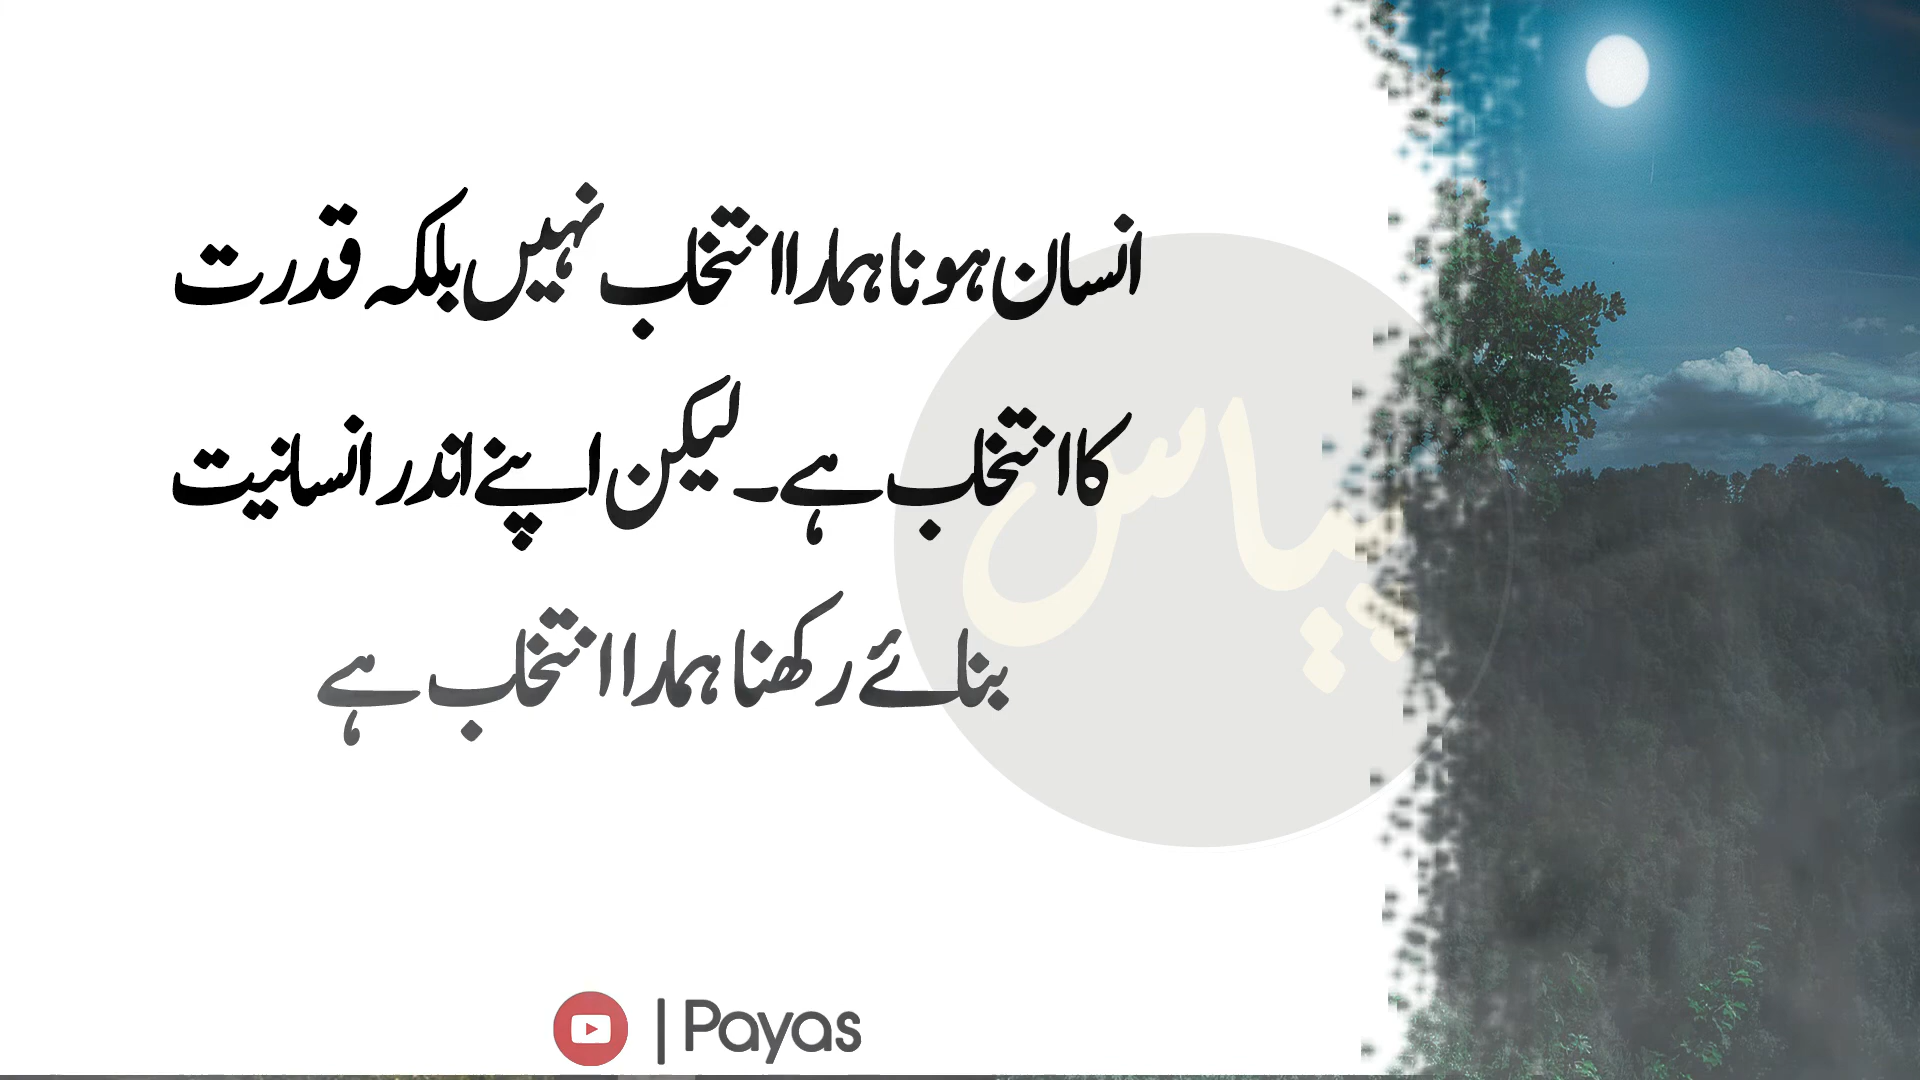 انسان ہونا ہمارا انتخاب نہیں بلکہ قدرت
کا انتخاب ہے۔ لیکن اپنے اندر انسانیت
بنائے رکھنا ہمارا انتخاب ہے
پیاس
| Payas